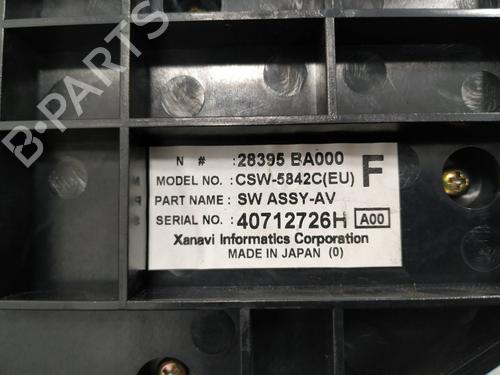 B-PARTS
N #  : 28395 BA000
F
MODEL NO. : CSW-5842C(EU)
PART NAME : SW ASSY-AV
SERIAL NO. : 40712726H A00
Xanavi Informatics Corporation
MADE IN JAPAN (0)
B-PARTS